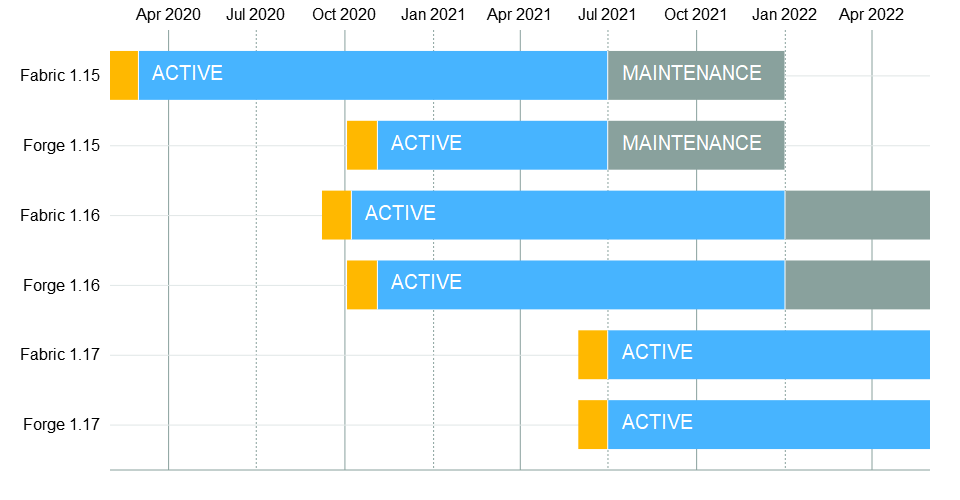 Apr 2020 Jul 2020 Oct 2020 Jan 2021 Apr 2021 Jul 2021 Oct 2021 Jan 2022 Apr 2022
Fabric 1.15 ACTIVE MAINTENANCE
Forge 1.15 ACTIVE MAINTENANCE
Fabric 1.16 ACTIVE
Forge 1.16 ACTIVE
Fabric 1.17 ACTIVE
Forge 1.17 ACTIVE